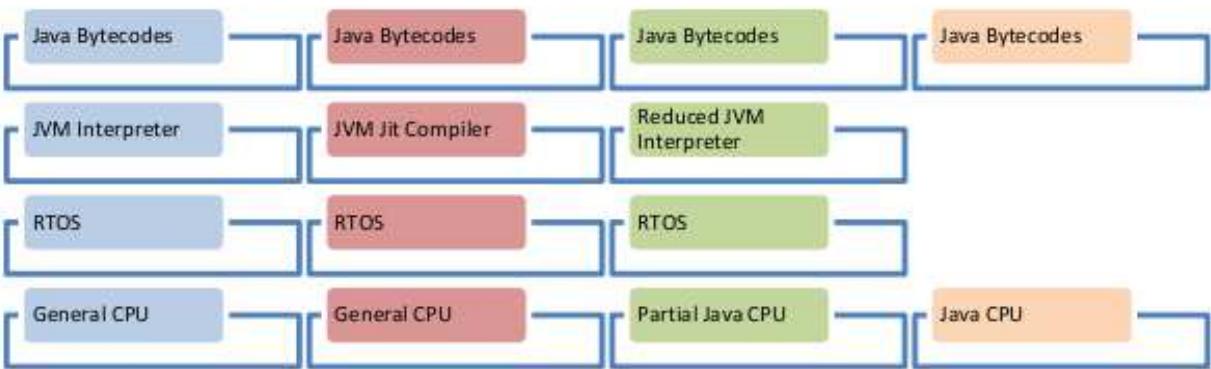 Java Bytecodes
Java Bytecodes
Java Bytecodes
Java Bytecodes
JVM Interpreter
JVM Jit Compiler
Reduced JVM
Interpreter
RTOS
RTOS
RTOS
General CPU
General CPU
Partial Java CPU
Java CPU